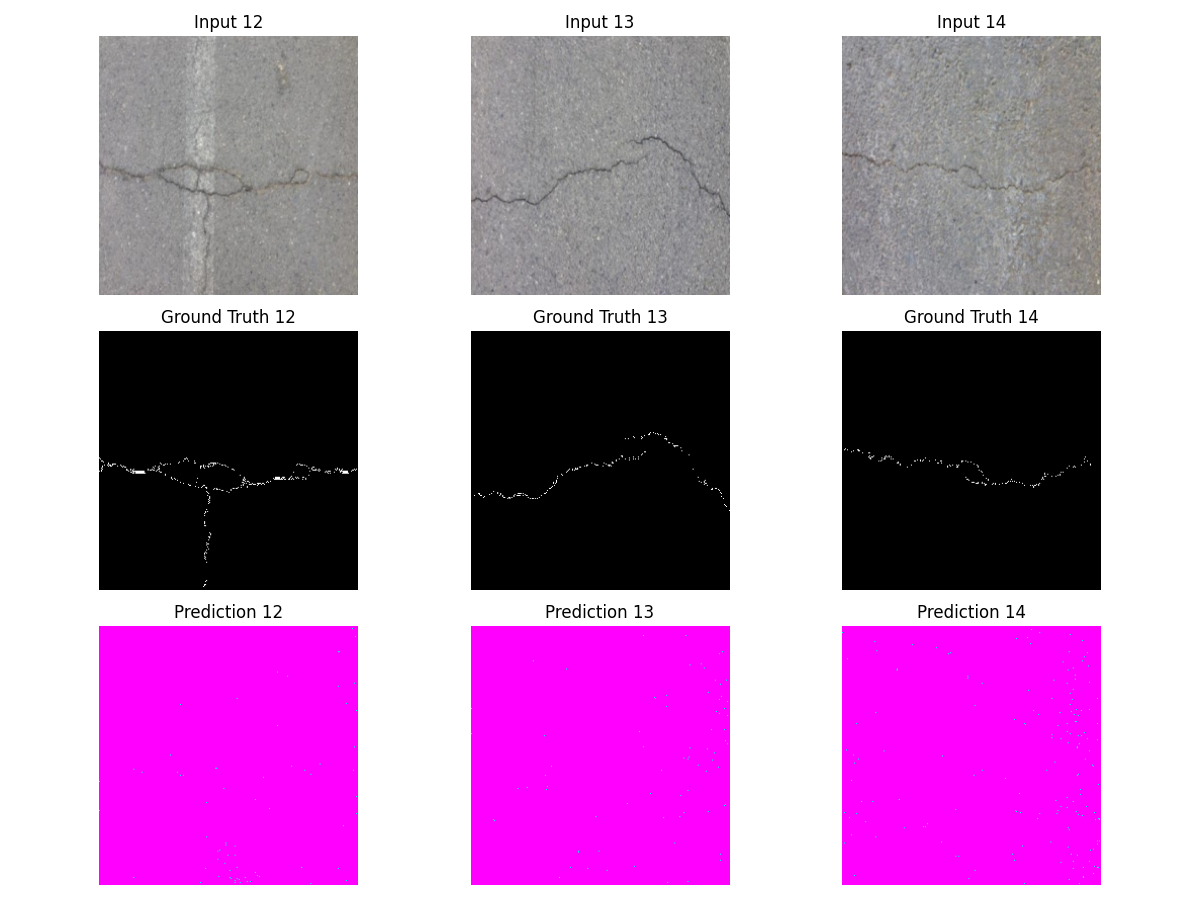 Input 12
Input 13
Input 14
Ground Truth 12
Ground Truth 13
Ground Truth 14
Prediction 12
Prediction 13
Prediction 14